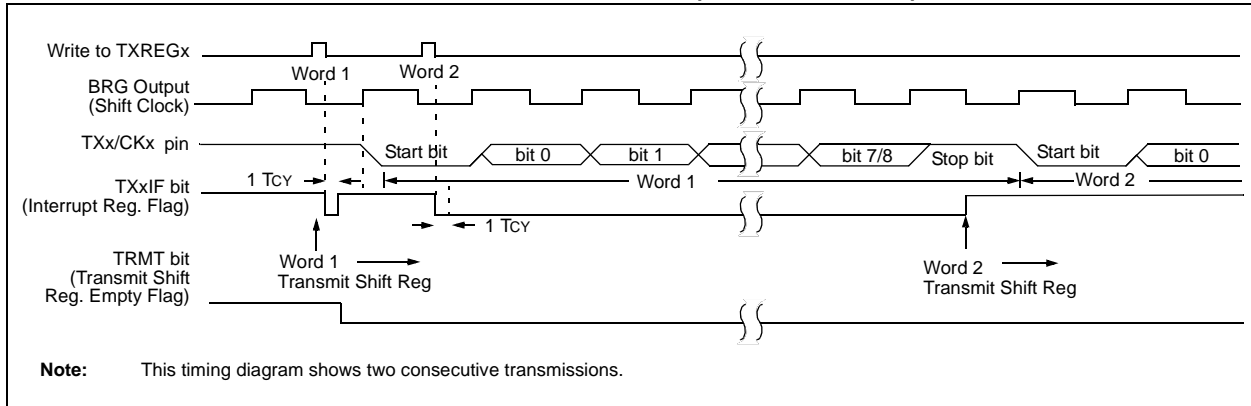 Write to TXREGx
Word 1
Word 2
BRG Output
(Shift Clock)
TXx/CKx pin
Start bit
bit 0
bit 1
bit 7/8
Stop bit
Start bit
bit 0
1 TCY
Word 1
Word 2
TXxIF bit
(Interrupt Reg. Flag)
1 TCY
TRMT bit
(Transmit Shift
Reg. Empty Flag)
Word 1
Transmit Shift Reg
Word 2
Transmit Shift Reg
Note: This timing diagram shows two consecutive transmissions.